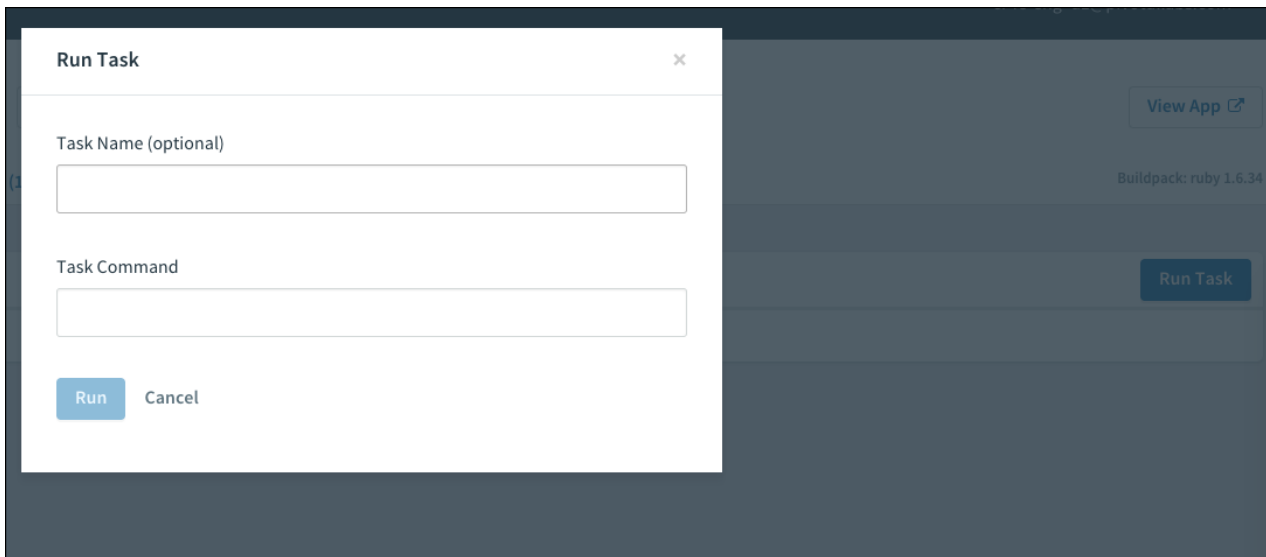 Run Task
×
View App
Task Name (optional)
Buildpack: ruby 1.6.34
Task Command
Run Task
Run
Cancel